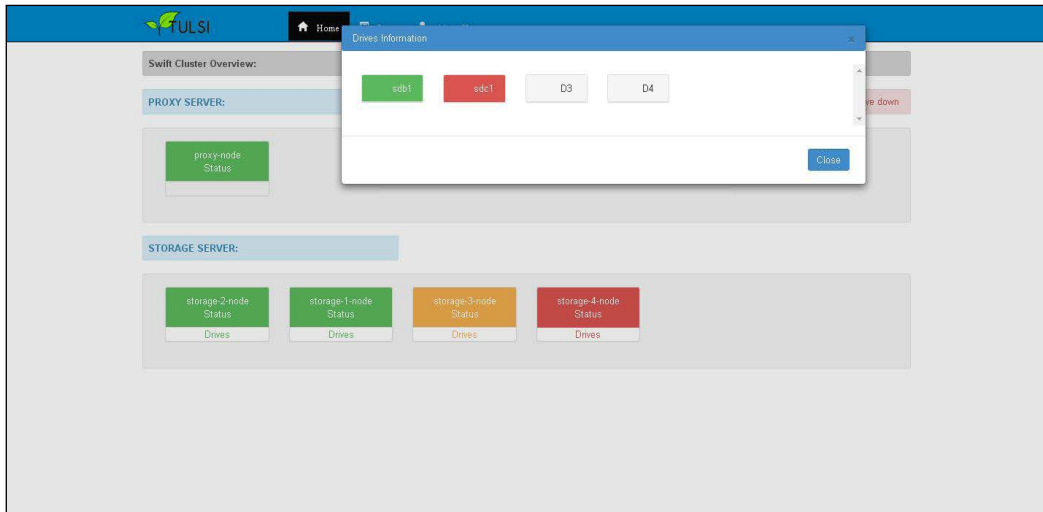 TULSI
Home
Drives Information
×
Swift Cluster Overview:
sdb1
sdc1
D3
D4
PROXY SERVER:
down
proxy-node
Status
Close
STORAGE SERVER:
storage-2-node
Status
Drives
storage-1-node
Status
Drives
storage-3-node
Status
Drives
storage-4-node
Status
Drives